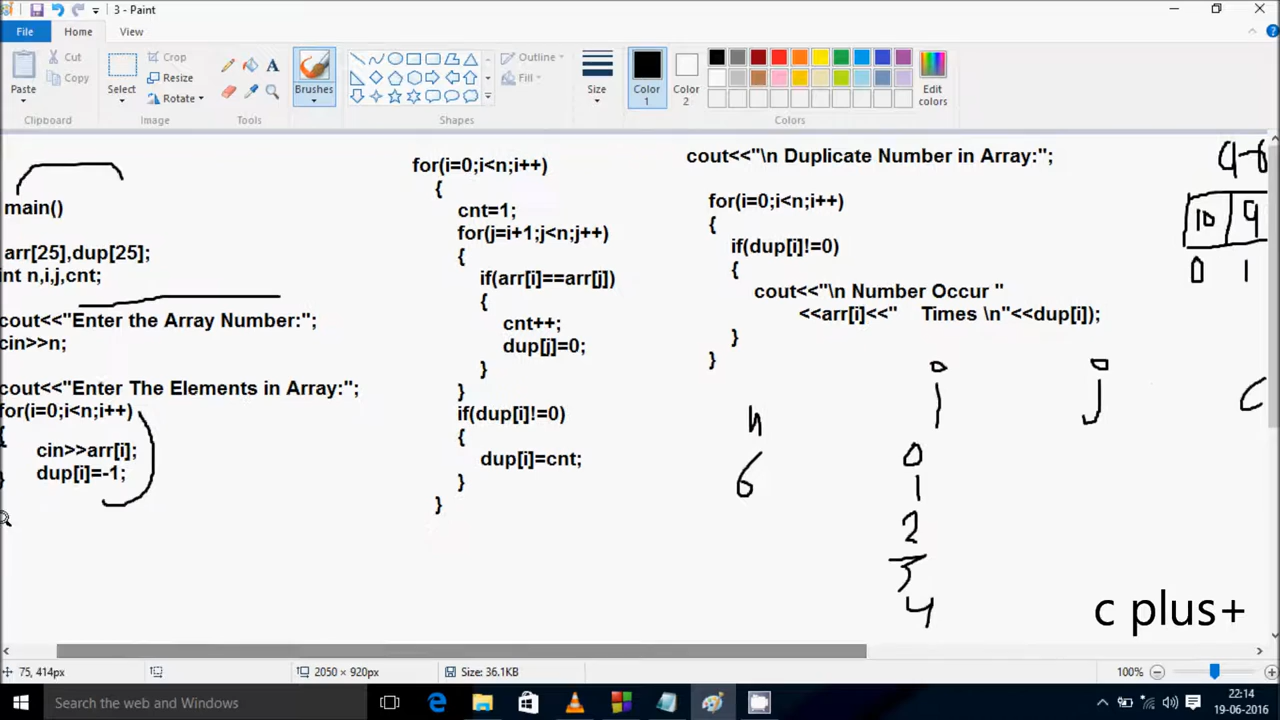 3 - Paint
File Home View
Paste
Cut
Copy
Clipboard
Select
Crop
Resize
Rotate
Image
A
Tools
Brushes
Outline
Fill
Shapes
Size
Color 1
Color 2
Edit colors
Colors
main()
arr[25],dup[25];
int n,i,j,cnt;
cout<<"Enter the Array Number:";
cin>>n;
cout<<"Enter The Elements in Array:";
for(i=0;i<n;i++)
{
cin>>arr[i];
dup[i]=-1;
}
for(i=0;i<n;i++)
{
cnt=1;
for(j=i+1;j<n;j++)
{
if(arr[i]==arr[j])
{
cnt++;
dup[j]=0;
}
}
if(dup[i]!=0)
{
dup[i]=cnt;
}
}
cout<<"\n Duplicate Number in Array:";
for(i=0;i<n;i++)
{
if(dup[i]!=0)
{
cout<<"\n Number Occur "
<<arr[i]<<" Times \n"<<dup[i]);
}
}
10 9
0 1
n i j
6
0
1
2
3
4
c plus+
75, 414px
2050 × 920px
Size: 36.1KB
100%
Search the web and Windows
22:14
19-06-2016